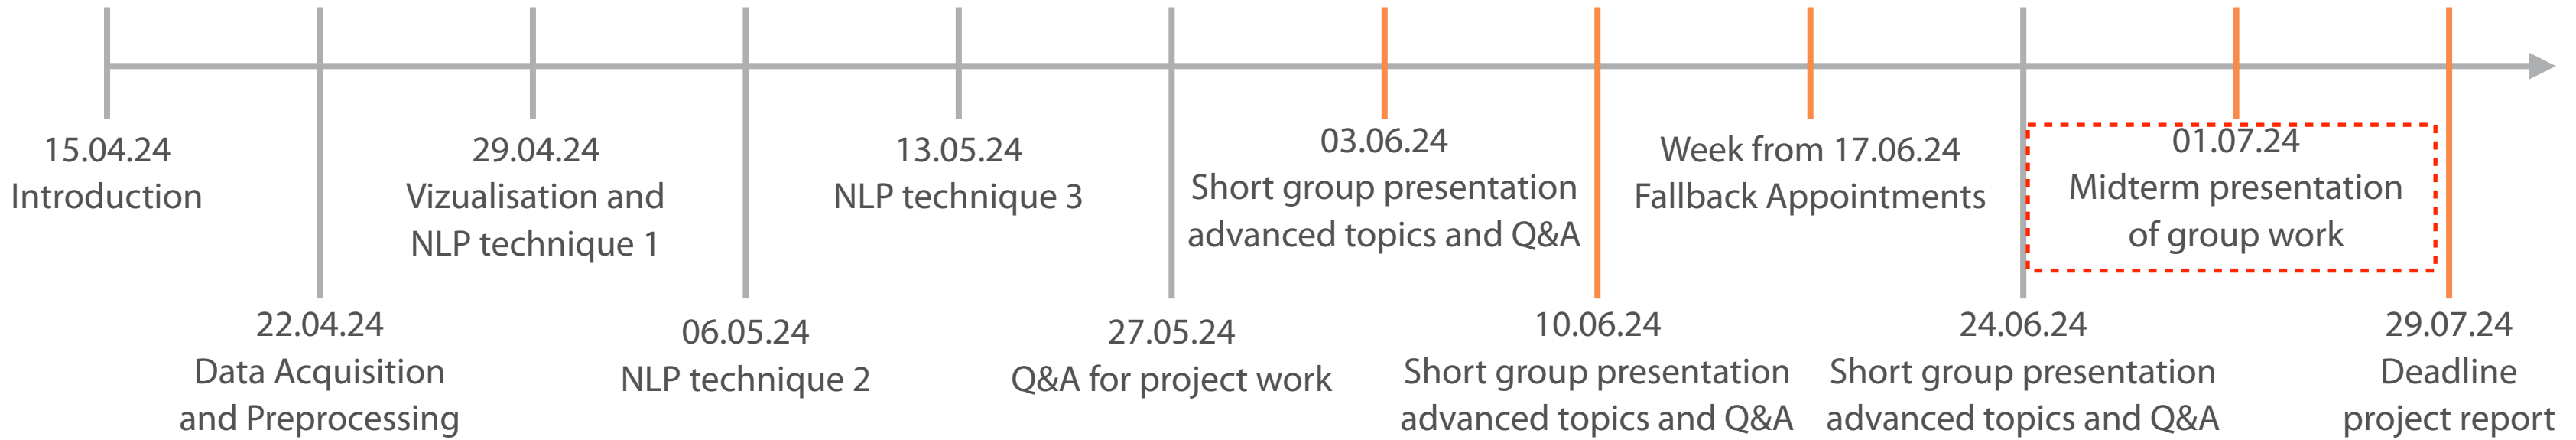 15.04.24
Introduction
22.04.24
Data Acquisition
and Preprocessing
29.04.24
Vizualisation and
NLP technique 1
06.05.24
NLP technique 2
13.05.24
NLP technique 3
27.05.24
Q&A for project work
03.06.24
Short group presentation
advanced topics and Q&A
10.06.24
Short group presentation
advanced topics and Q&A
Week from 17.06.24
Fallback Appointments
24.06.24
Short group presentation
advanced topics and Q&A
01.07.24
Midterm presentation
of group work
29.07.24
Deadline
project report